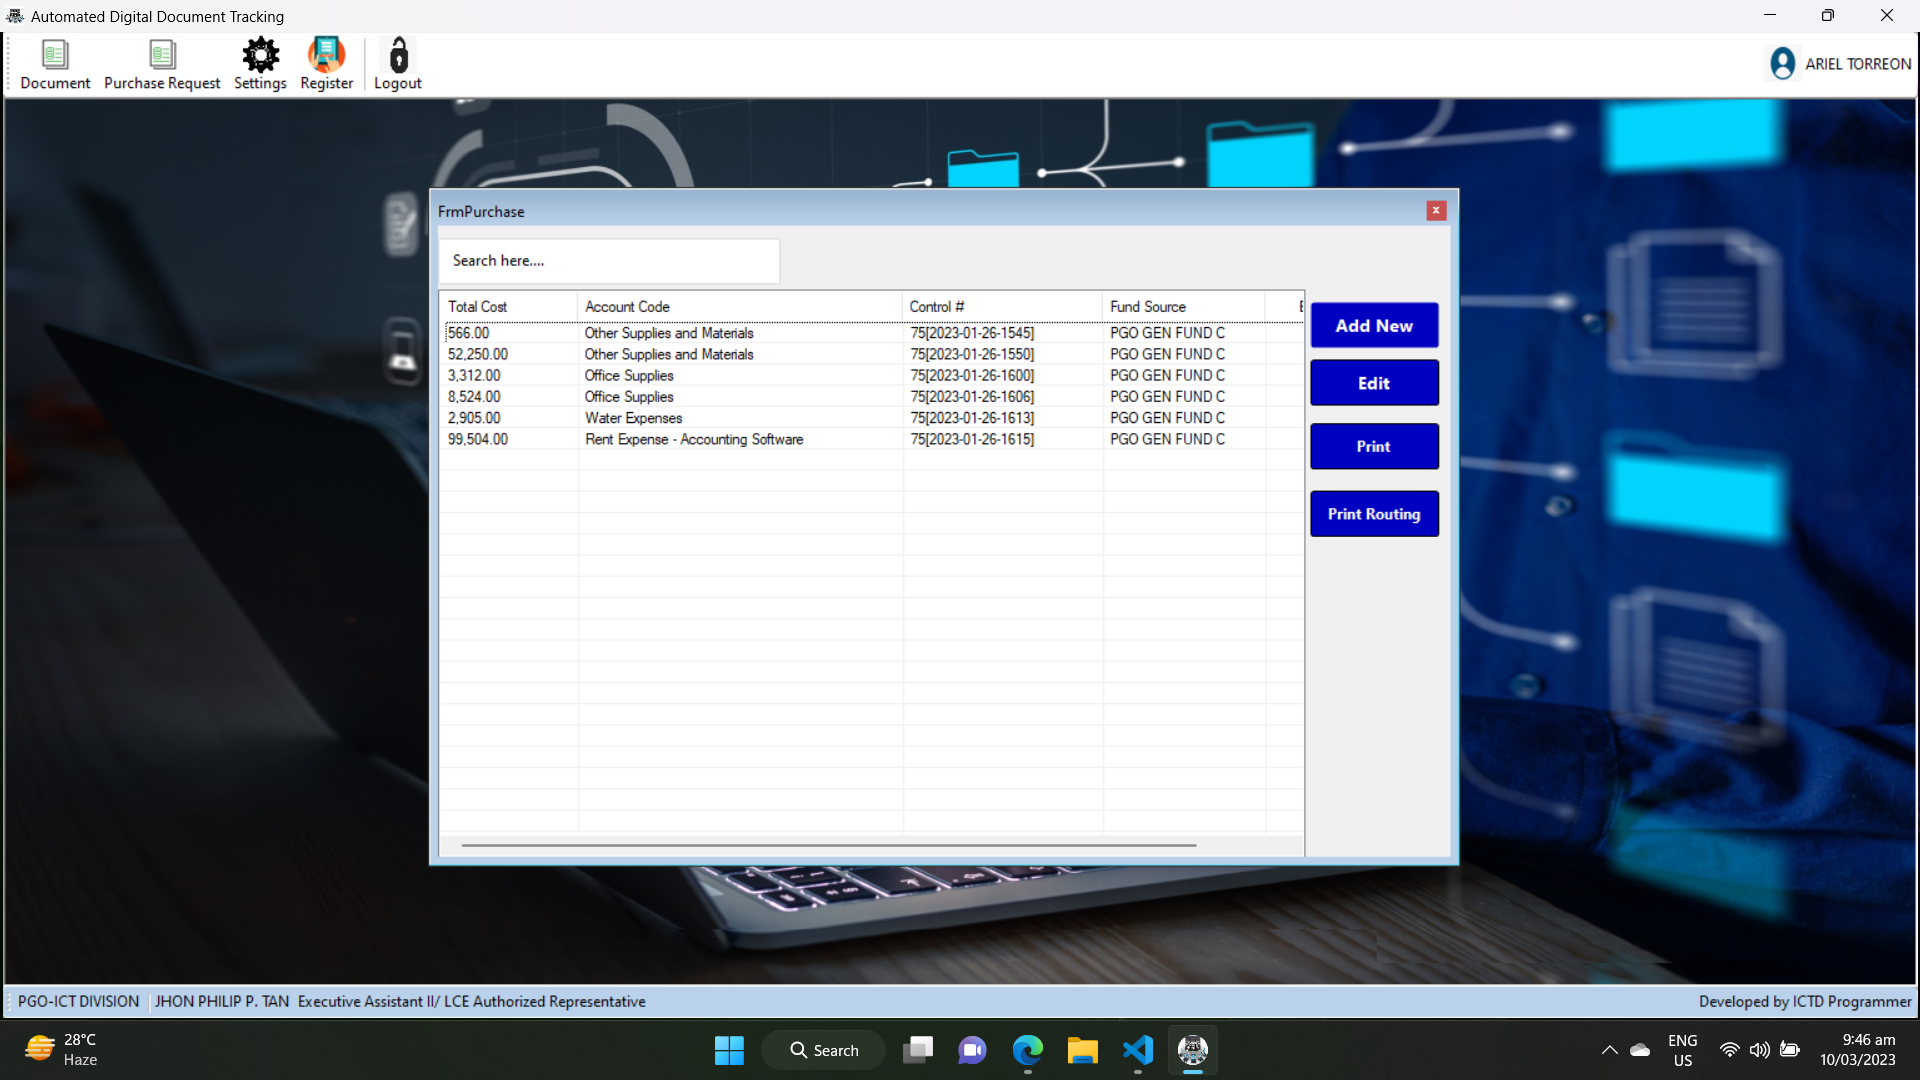 Automated Digital Document Tracking
Document Purchase Request Settings Register Logout
ARIEL TORREON
FrmPurchase
x
Search here....
Total Cost Account Code Control # Fund Source
566.00 Other Supplies and Materials 75[2023-01-26-1545] PGO GEN FUND C
52,250.00 Other Supplies and Materials 75[2023-01-26-1550] PGO GEN FUND C
3,312.00 Office Supplies 75[2023-01-26-1600] PGO GEN FUND C
8,524.00 Office Supplies 75[2023-01-26-1606] PGO GEN FUND C
2,905.00 Water Expenses 75[2023-01-26-1613] PGO GEN FUND C
99,504.00 Rent Expense - Accounting Software 75[2023-01-26-1615] PGO GEN FUND C
Add New
Edit
Print
Print Routing
PGO-ICT DIVISION JHON PHILIP P. TAN Executive Assistant II/ LCE Authorized Representative Developed by ICTD Programmer
28°C
Haze
Search
ENG
US
9:46 am
10/03/2023